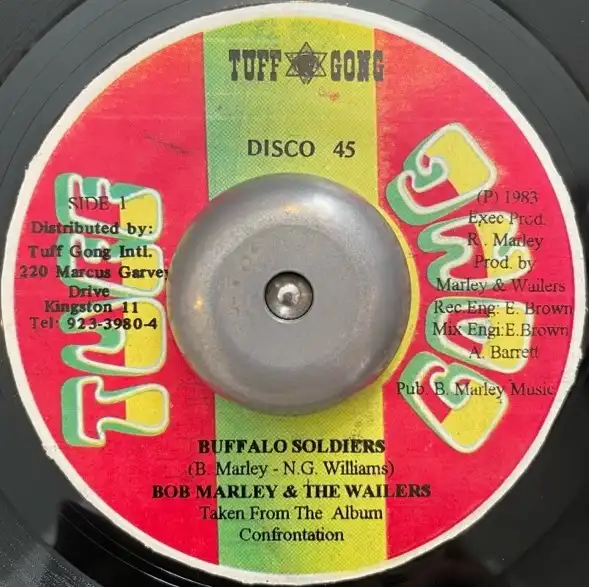 TUFF GONG
DISCO 45
TUFF
GONG
SIDE 1
Distributed by:
Tuff Gong Intl.
220 Marcus Garvey
Drive
Kingston 11
Tel: 923-3980-4
(P) 1983
Exec Prod.
R. Marley
Prod. by
Marley & Wailers
Rec.Eng: E. Brown
Mix Engi:E.Brown
A. Barrett
Pub. B. Marley Music
BUFFALO SOLDIERS
(B. Marley - N.G. Williams)
BOB MARLEY & THE WAILERS
Taken From The Album
Confrontation